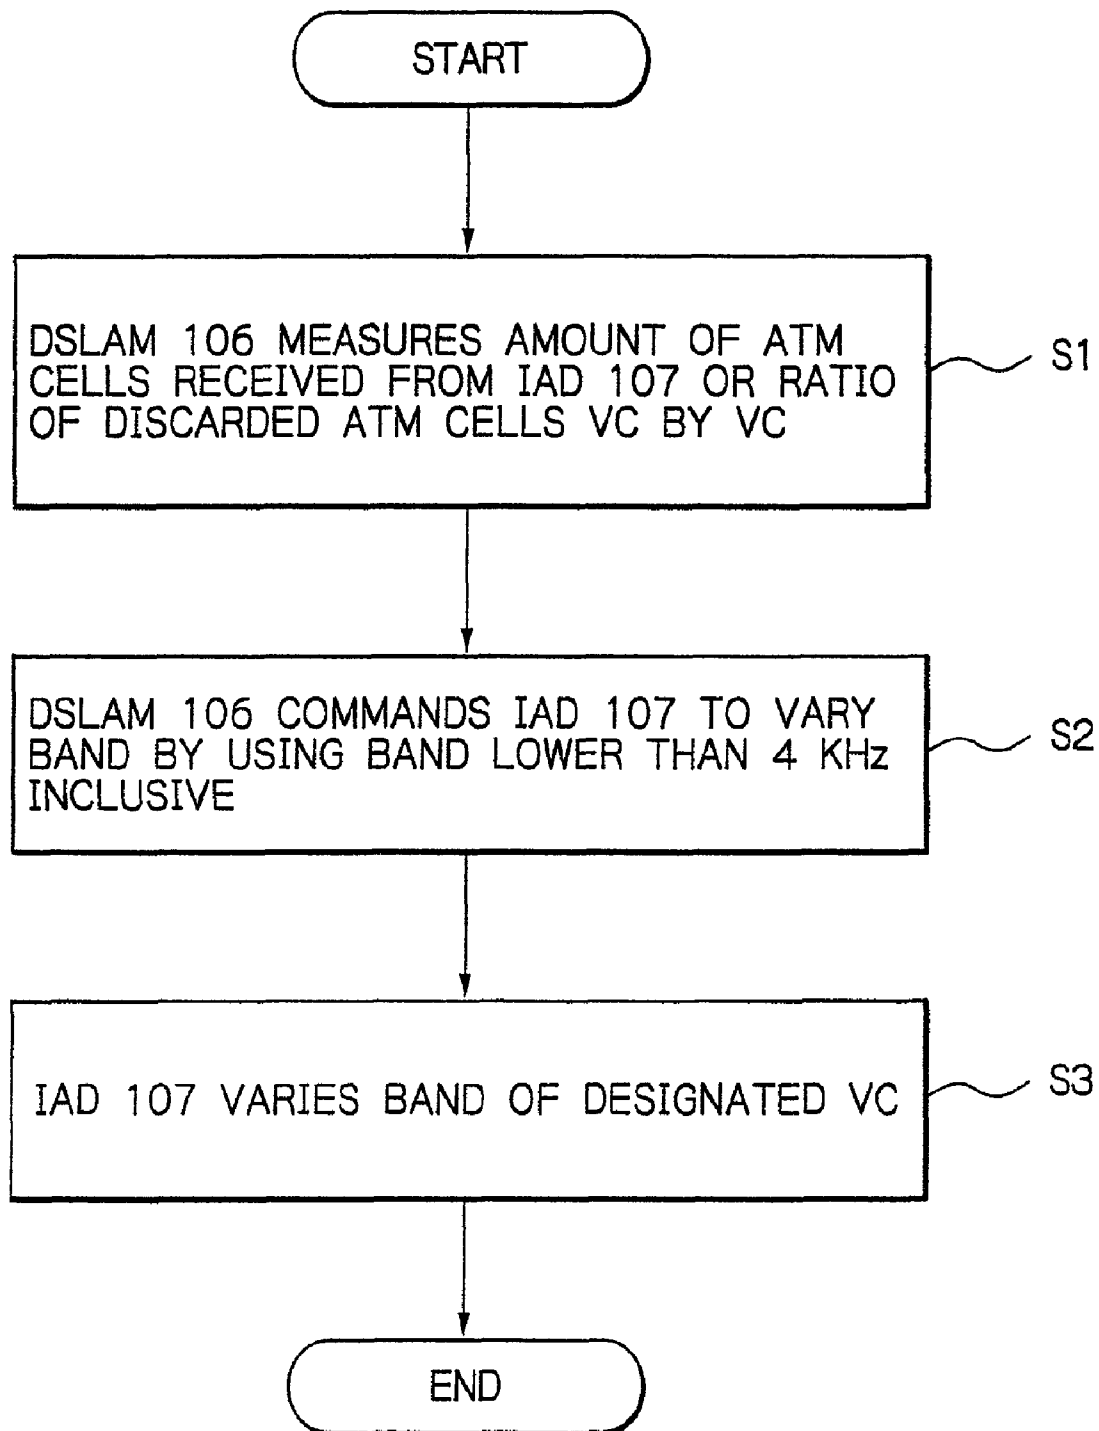 START
DSLAM 106 MEASURES AMOUNT OF ATM
CELLS RECEIVED FROM IAD 107 OR RATIO
OF DISCARDED ATM CELLS VC BY VC
S1
DSLAM 106 COMMANDS IAD 107 TO VARY
BAND BY USING BAND LOWER THAN 4 KHz
INCLUSIVE
S2
IAD 107 VARIES BAND OF DESIGNATED VC
S3
END